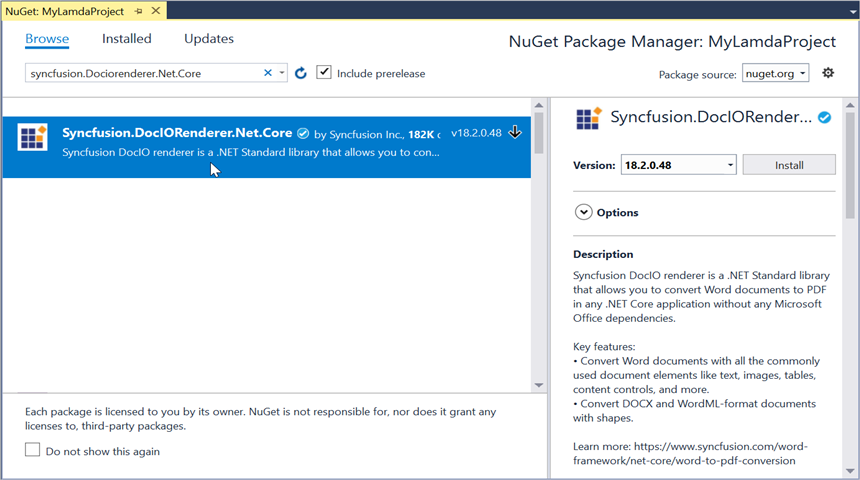 NuGet: MyLamdaProject
Browse
Installed
Updates
NuGet Package Manager: MyLamdaProject
syncfusion.Dociorenderer.Net.Core
Include prerelease
Package source: nuget.org
Syncfusion.DocIORenderer.Net.Core by Syncfusion Inc., 182K v18.2.0.48
Syncfusion DocIO renderer is a .NET Standard library that allows you to con...
Syncfusion.DocIORender...
Version: 18.2.0.48 Install
Options
Description
Syncfusion DocIO renderer is a .NET Standard library
that allows you to convert Word documents to PDF
in any .NET Core application without any Microsoft
Office dependencies.
Key features:
• Convert Word documents with all the commonly
used document elements like text, images, tables,
content controls, and more.
• Convert DOCX and WordML-format documents
with shapes.
Learn more: https://www.syncfusion.com/word-
framework/net-core/word-to-pdf-conversion
Each package is licensed to you by its owner. NuGet is not responsible for, nor does it grant any
licenses to, third-party packages.
Do not show this again